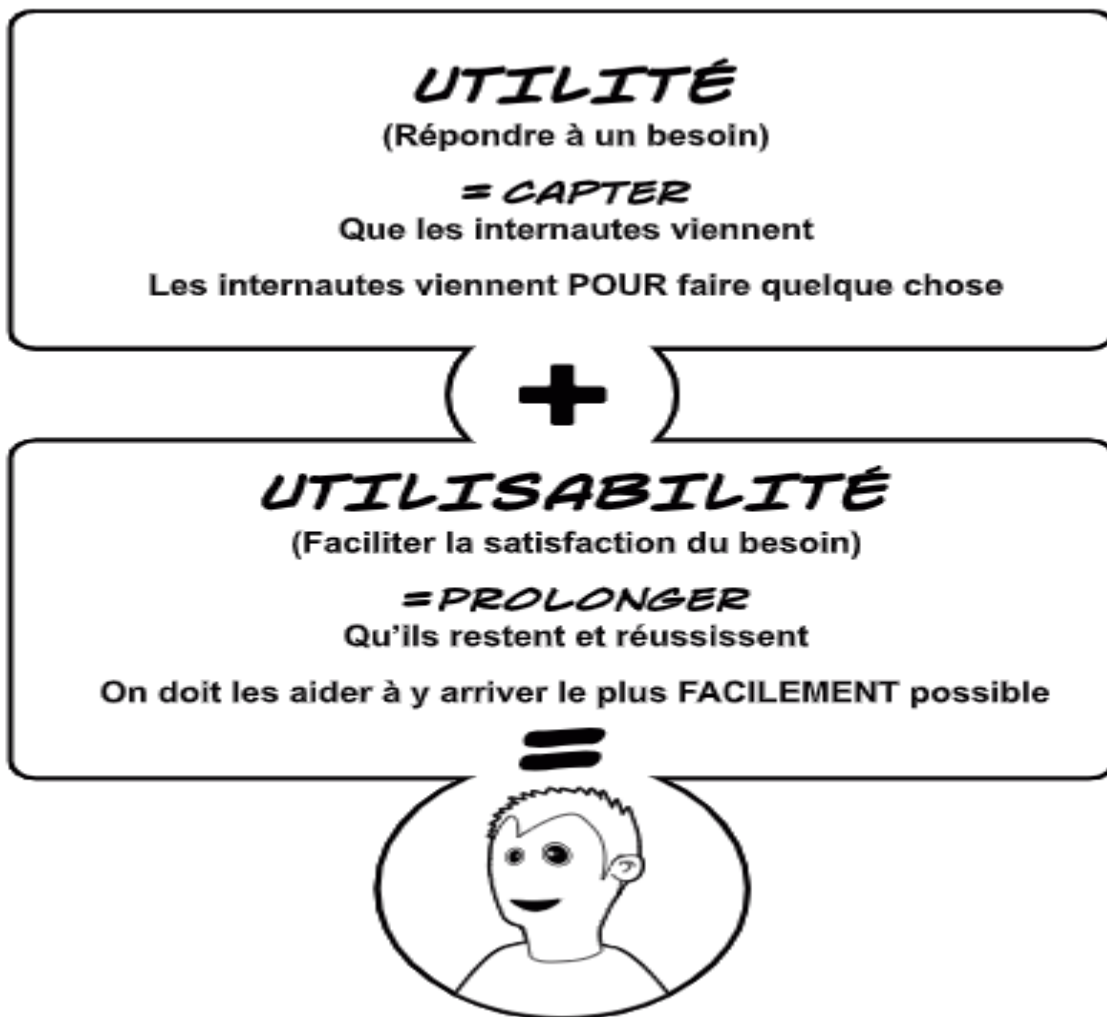 UTILITÉ
(Répondre à un besoin)
= CAPTER
Que les internautes viennent
Les internautes viennent POUR faire quelque chose
+
UTILISABILITÉ
(Faciliter la satisfaction du besoin)
= PROLONGER
Qu'ils restent et réussissent
On doit les aider à y arriver le plus FACILEMENT possible
=